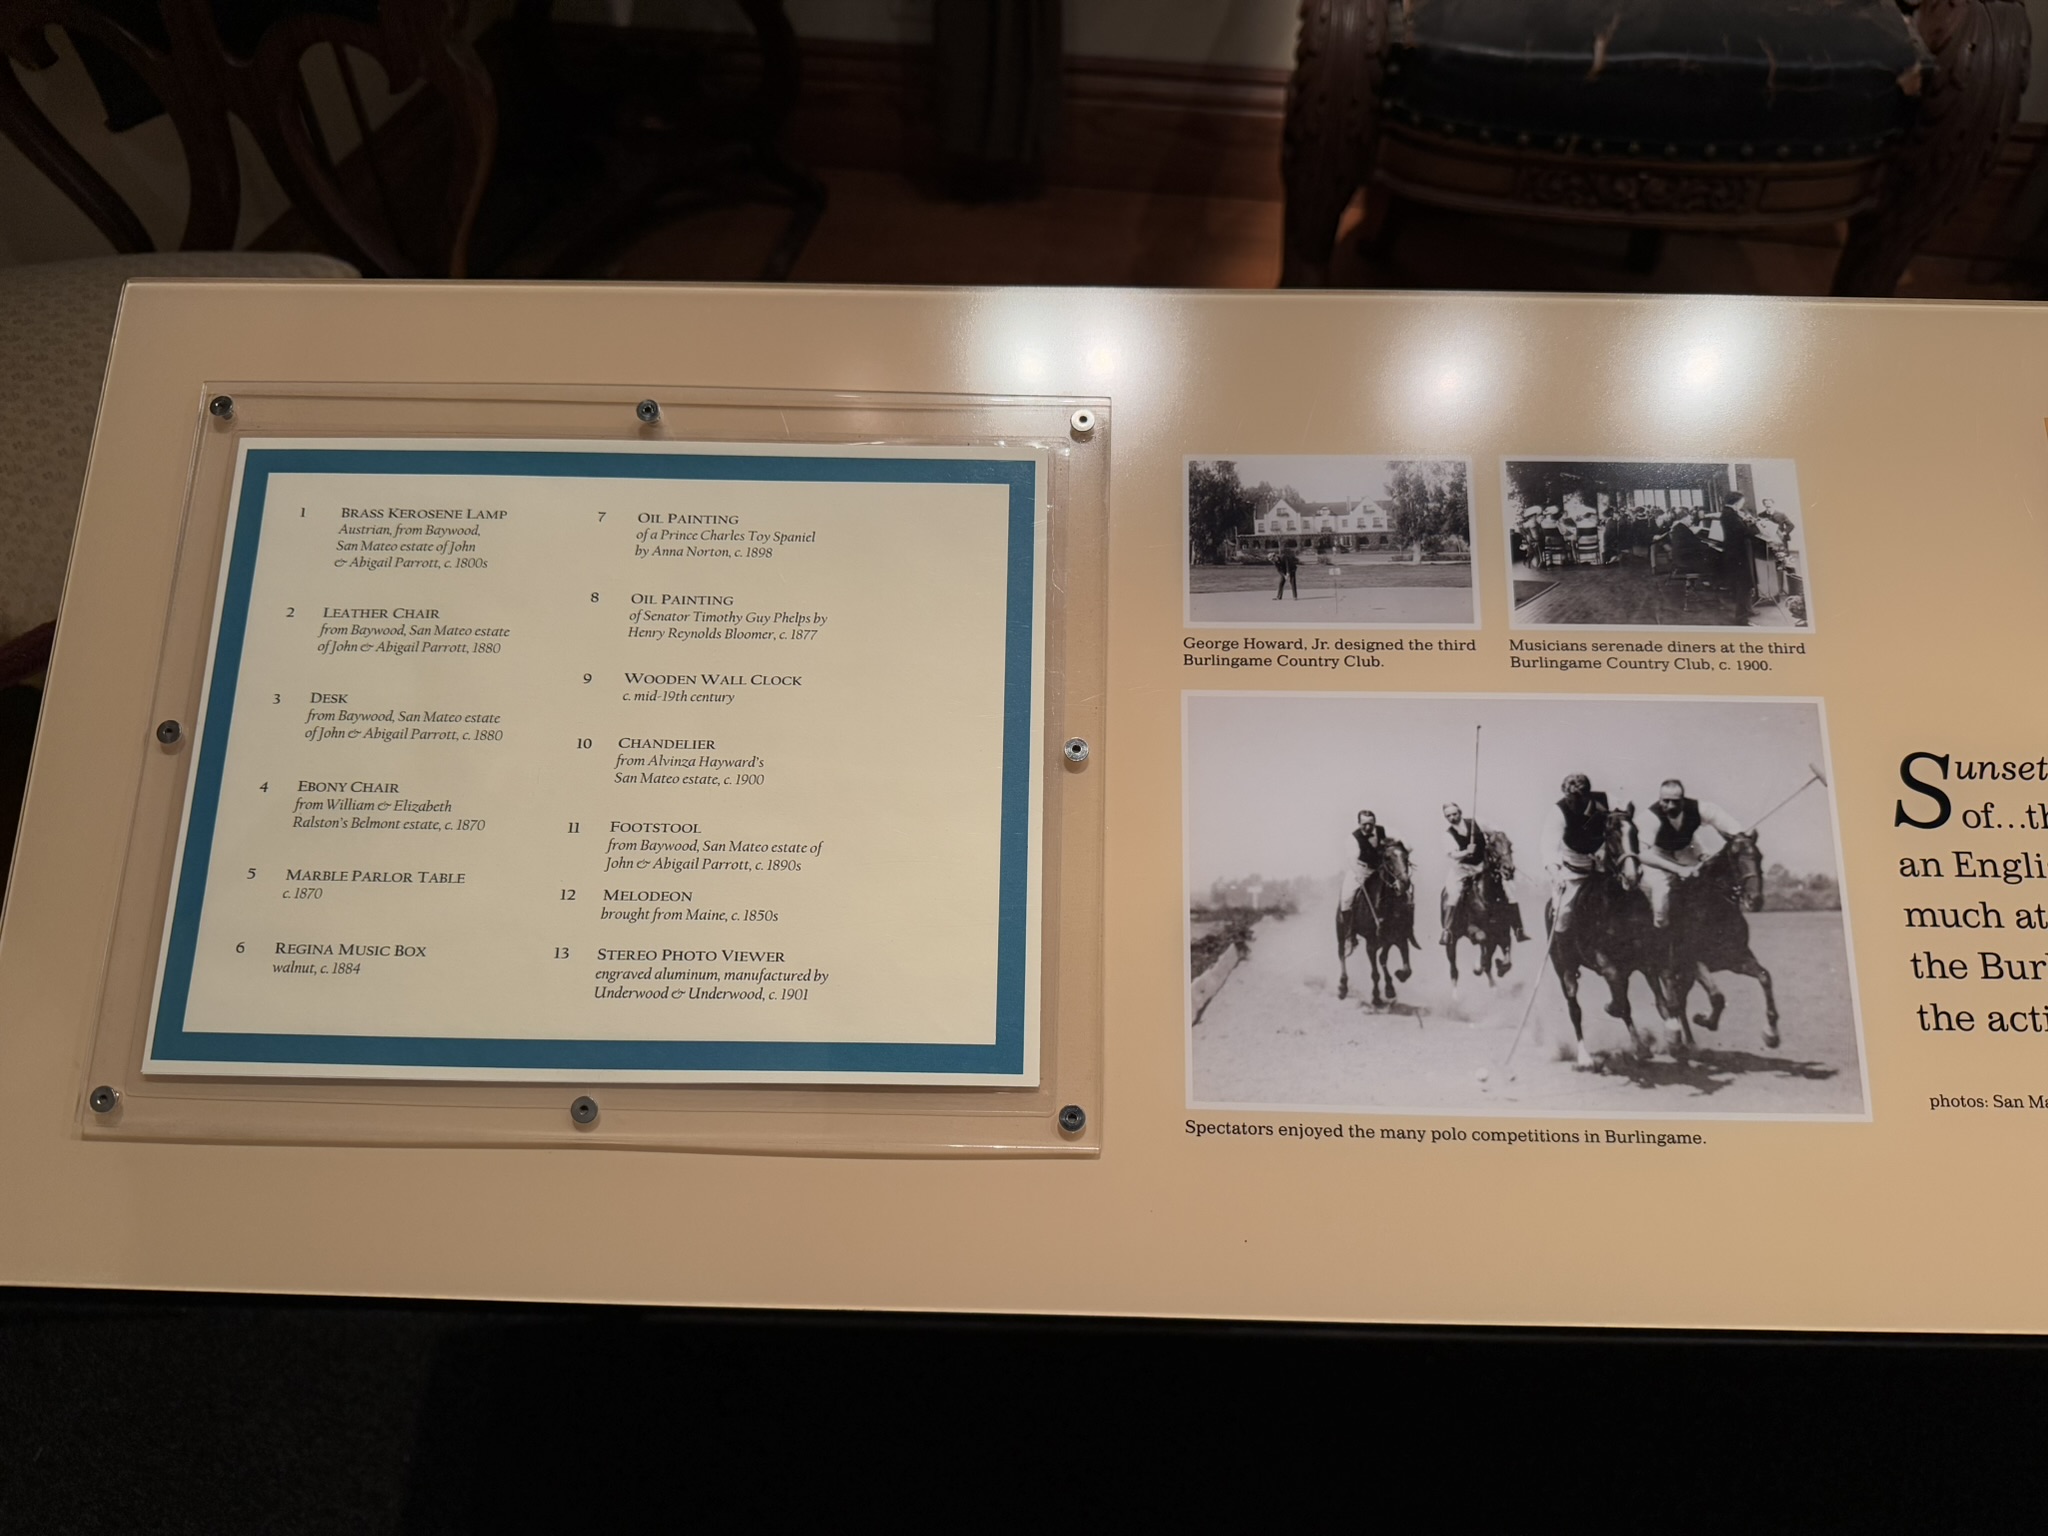 1 BRASS KEROSENE LAMP
Austrian, from Baywood,
San Mateo estate of John
& Abigail Parrott, c. 1800s
2 LEATHER CHAIR
from Baywood, San Mateo estate
of John & Abigail Parrott, 1880
3 DESK
from Baywood, San Mateo estate
of John & Abigail Parrott, c. 1880
4 EBONY CHAIR
from William & Elizabeth
Ralston's Belmont estate, c. 1870
5 MARBLE PARLOR TABLE
c. 1870
6 REGINA MUSIC BOX
walnut, c. 1884
7 OIL PAINTING
of a Prince Charles Toy Spaniel
by Anna Norton, c. 1898
8 OIL PAINTING
of Senator Timothy Guy Phelps by
Henry Reynolds Bloomer, c. 1877
9 WOODEN WALL CLOCK
c. mid-19th century
10 CHANDELIER
from Alvinza Hayward's
San Mateo estate, c. 1900
11 FOOTSTOOL
from Baywood, San Mateo estate of
John & Abigail Parrott, c. 1890s
12 MELODEON
brought from Maine, c. 1850s
13 STEREO PHOTO VIEWER
engraved aluminum, manufactured by
Underwood & Underwood, c. 1901
George Howard, Jr. designed the third
Burlingame Country Club.
Musicians serenade diners at the third
Burlingame Country Club, c. 1900.
Spectators enjoyed the many polo competitions in Burlingame.
Sunset
of...th
an Engli
much at
the Bur
the acti
photos: San Ma